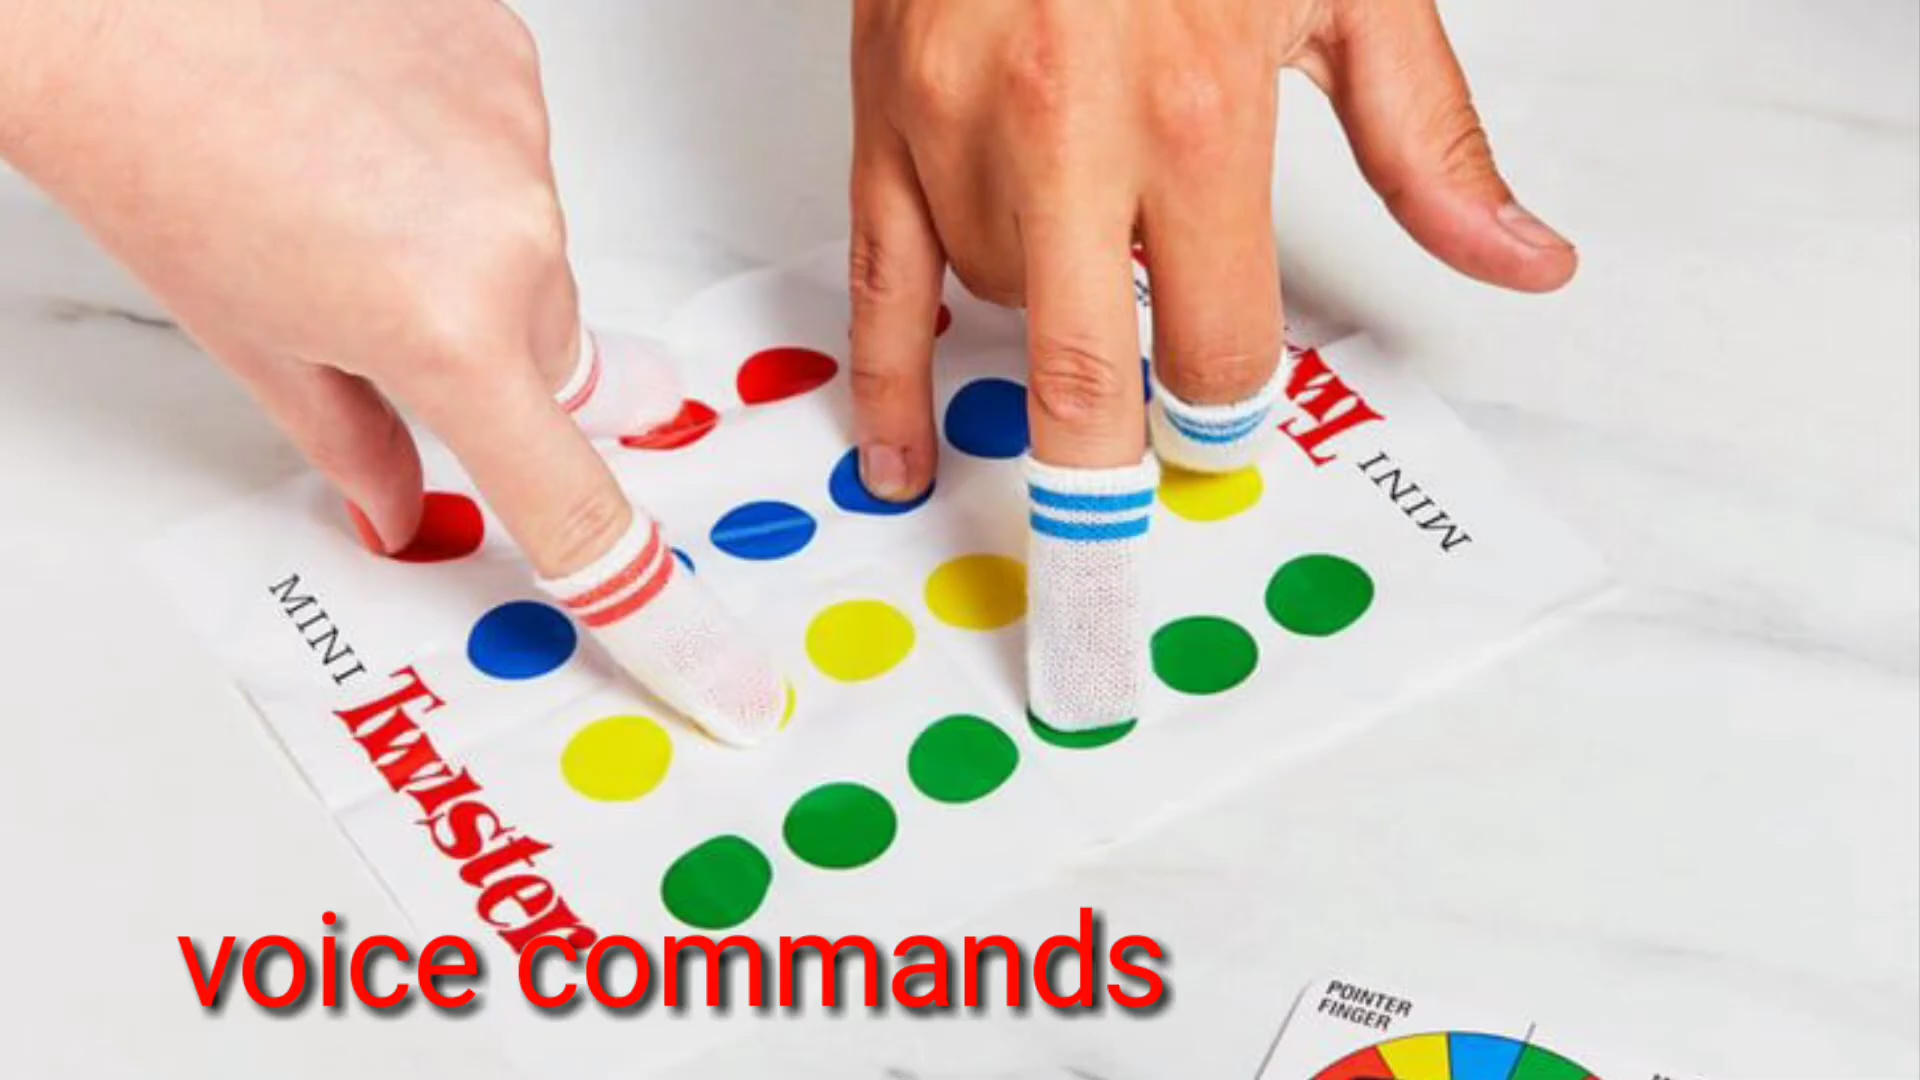 MINI
Tw
MINI
Twister
voice commands
POINTER
FINGER